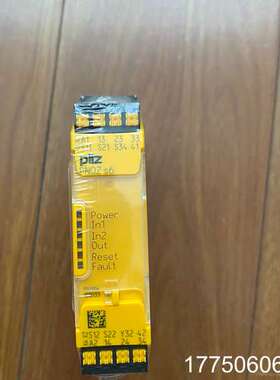 A1 13 23 33
S11 S21 S34 41
pilz
PNOZ s6
Power
In1
In2
Out
Reset
Fault
S12 S22 Y32 42
A2 14 24 34
17750606